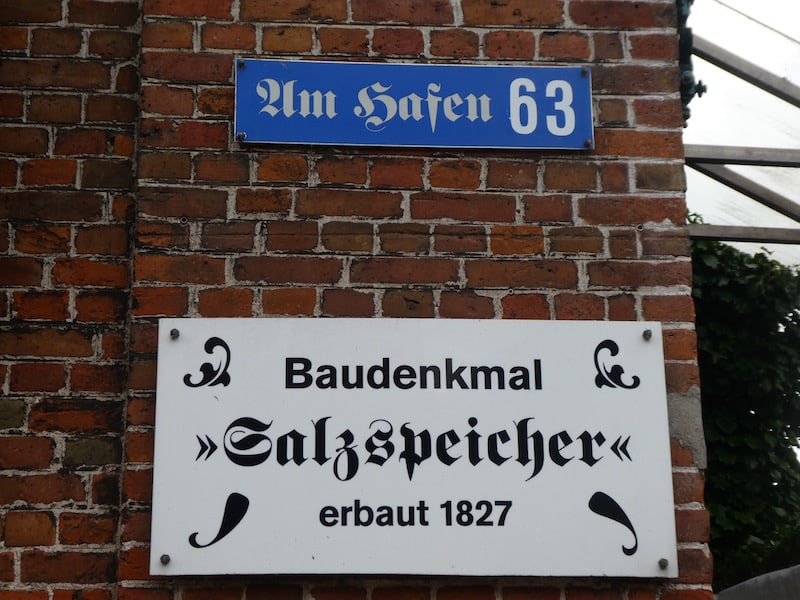 Am Hafen 63
Baudenkmal
»Salzspeicher«
erbaut 1827